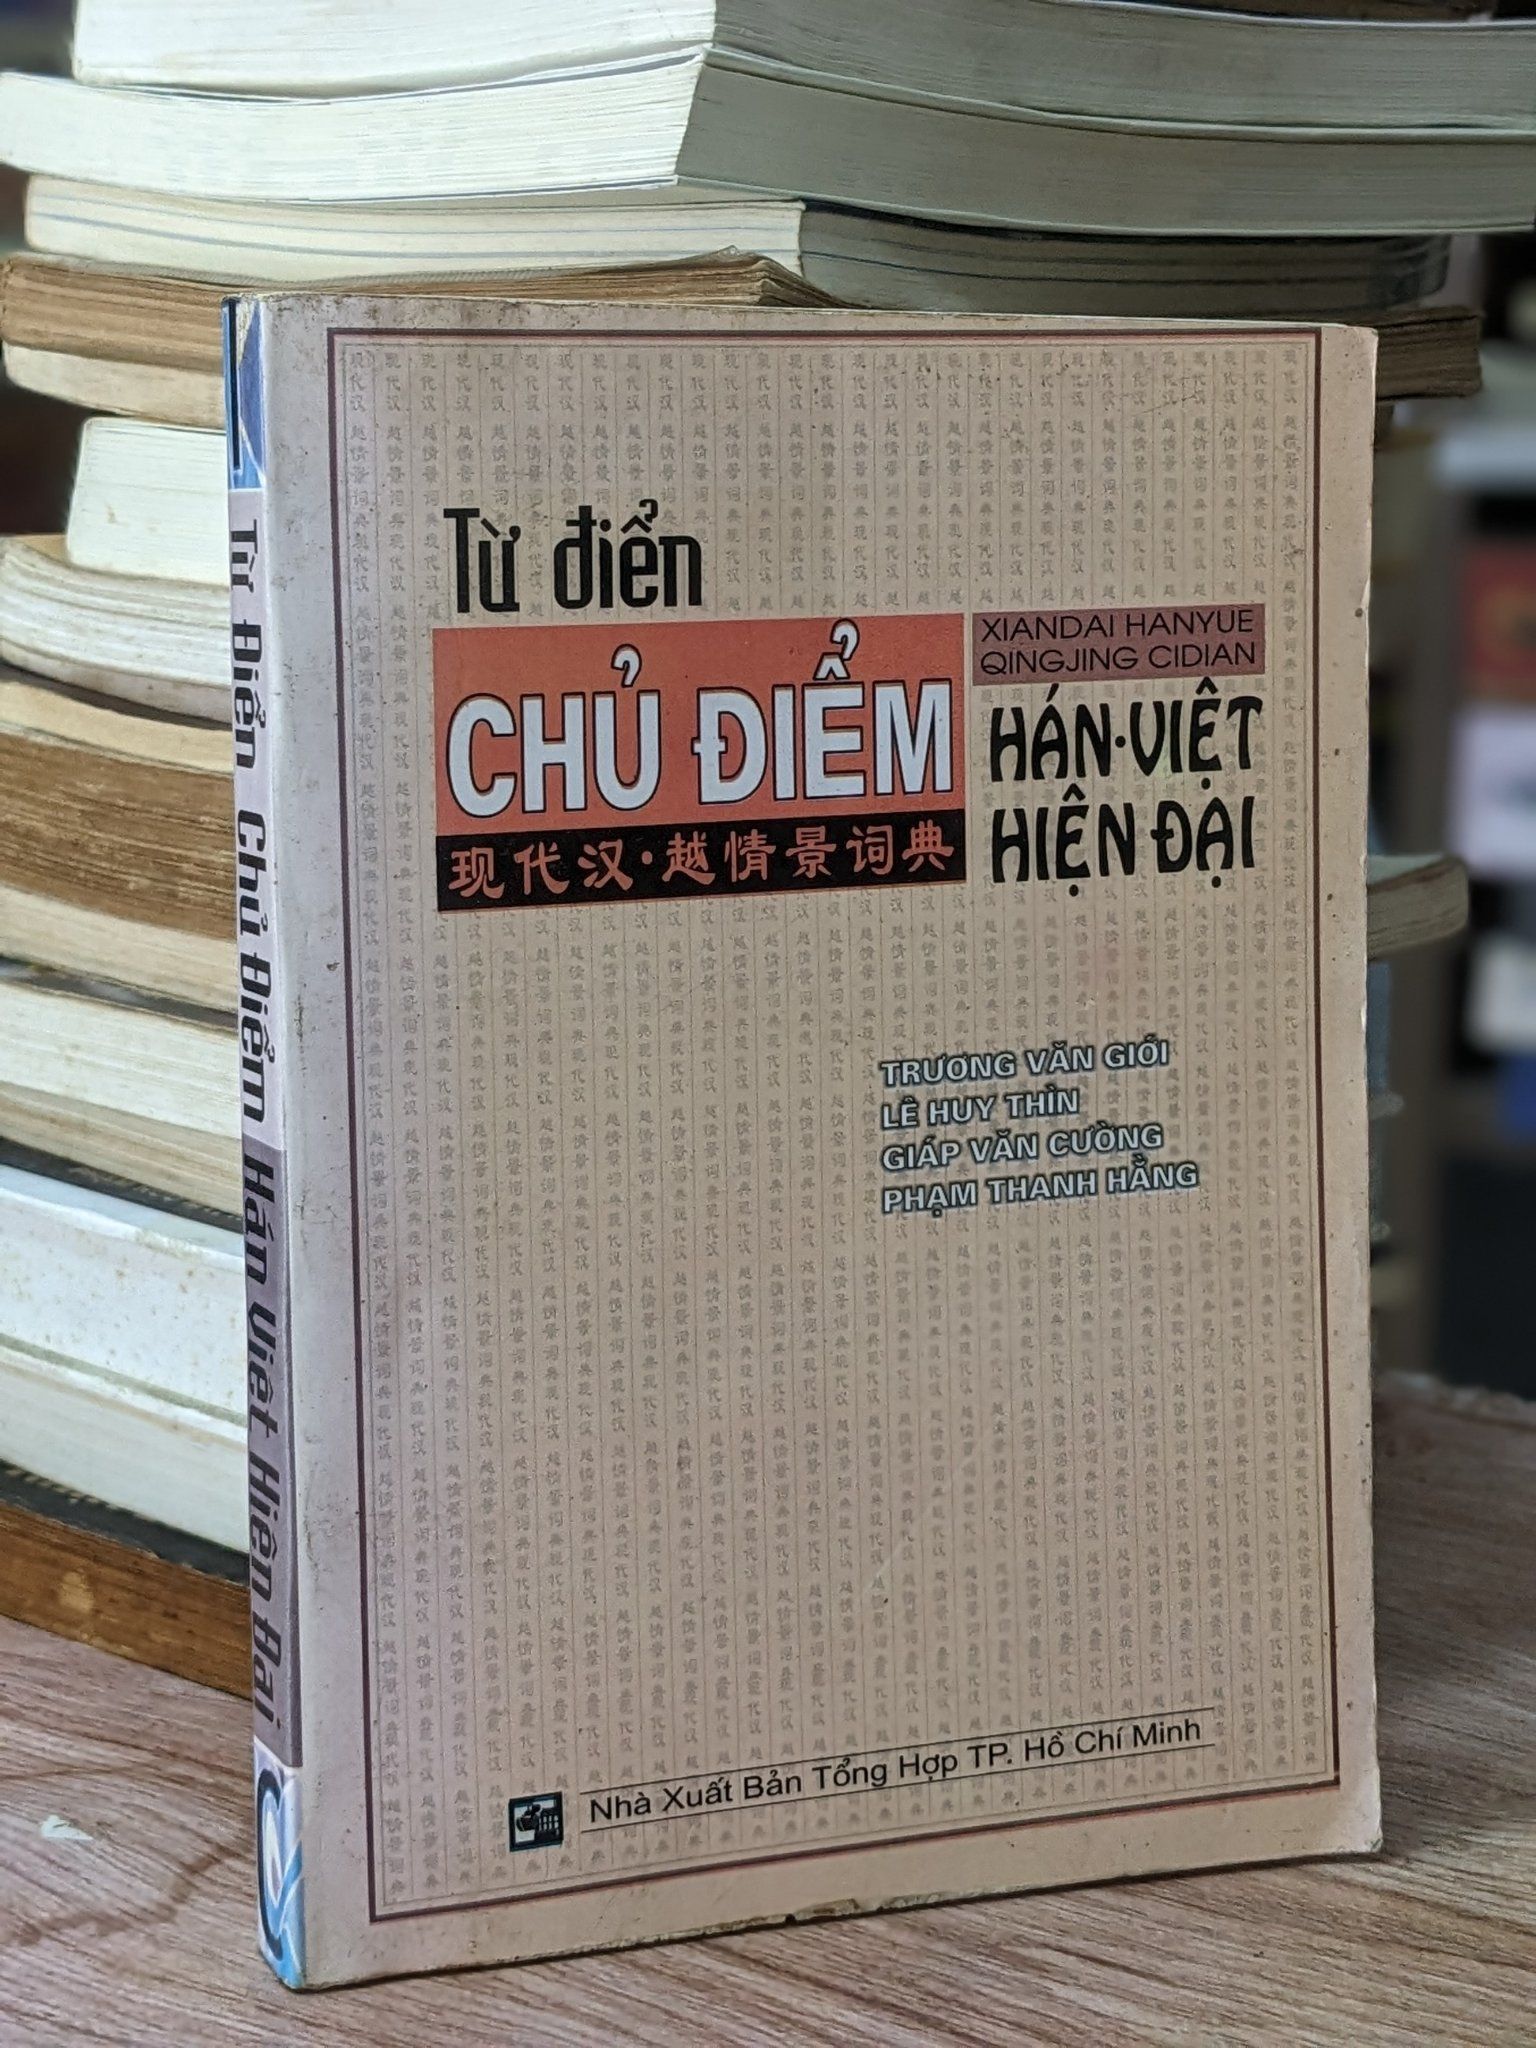 Từ điển
CHỦ ĐIỂM
现代汉·越情景词典
XIANDAI HANYUE
QINGJING CIDIAN
HÁN·VIỆT
HIỆN ĐẠI
TRƯƠNG VĂN GIỚI
LÊ HUY THÌN
GIÁP VĂN CƯỜNG
PHẠM THANH HẰNG
Nhà Xuất Bản Tổng Hợp TP. Hồ Chí Minh
Từ Điển Chủ Điểm Hán Việt Hiện Đại